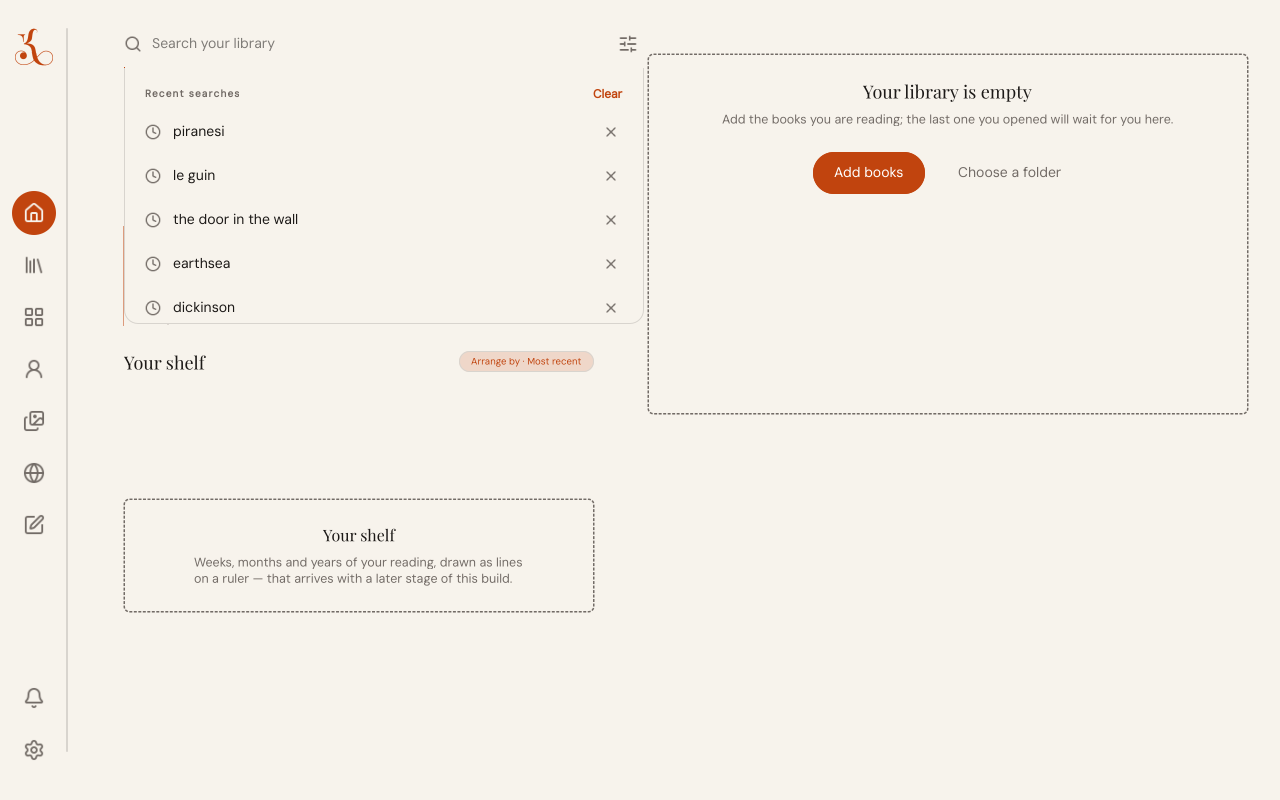 Search your library
Recent searches
Clear
piranesi
le guin
the door in the wall
earthsea
dickinson
Your library is empty
Add the books you are reading; the last one you opened will wait for you here.
Add books
Choose a folder
Your shelf
Arrange by · Most recent
Your shelf
Weeks, months and years of your reading, drawn as lines
on a ruler — that arrives with a later stage of this build.